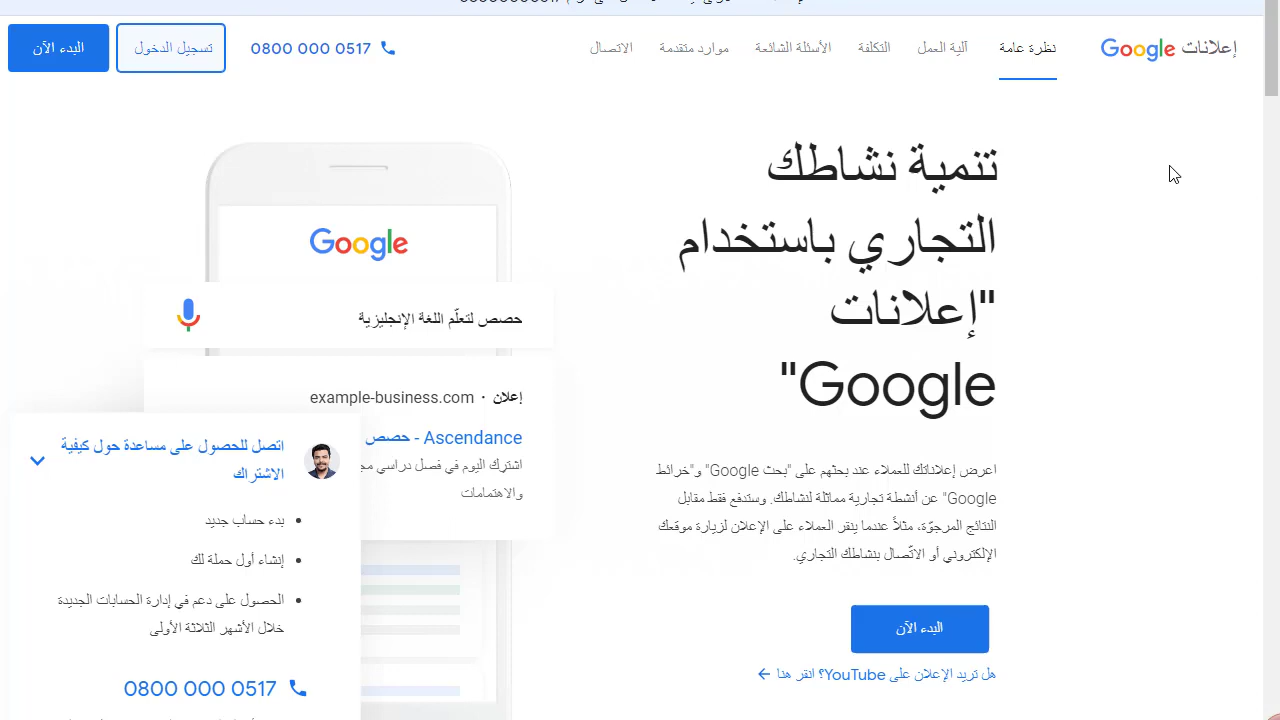 إعلانات Google
نظرة عامة
آلية العمل
التكلفة
الأسئلة الشائعة
موارد متقدمة
الاتصال
0800 000 0517
تسجيل الدخول
البدء الآن
تنمية نشاطك
التجاري باستخدام
"إعلانات
Google"
اعرض إعلاناتك للعملاء عند بحثهم على "بحث Google" و"خرائط
Google" عن أنشطة تجارية مماثلة لنشاطك. وستدفع فقط مقابل
النتائج المرجوّة، مثلاً عندما ينقر العملاء على الإعلان لزيارة موقعك
الإلكتروني أو الاتّصال بنشاطك التجاري.
البدء الآن
هل تريد الإعلان على YouTube؟ انقر هنا
Google
حصص لتعلّم اللغة الإنجليزية
إعلان · example-business.com
Ascendance - حصص
اشترِك اليوم في فصل دراسي
والاهتمامات
اتصل للحصول على مساعدة حول كيفية
الاشتراك
• بدء حساب جديد
• إنشاء أول حملة لك
• الحصول على دعم في إدارة الحسابات الجديدة
خلال الأشهر الثلاثة الأولى
0800 000 0517